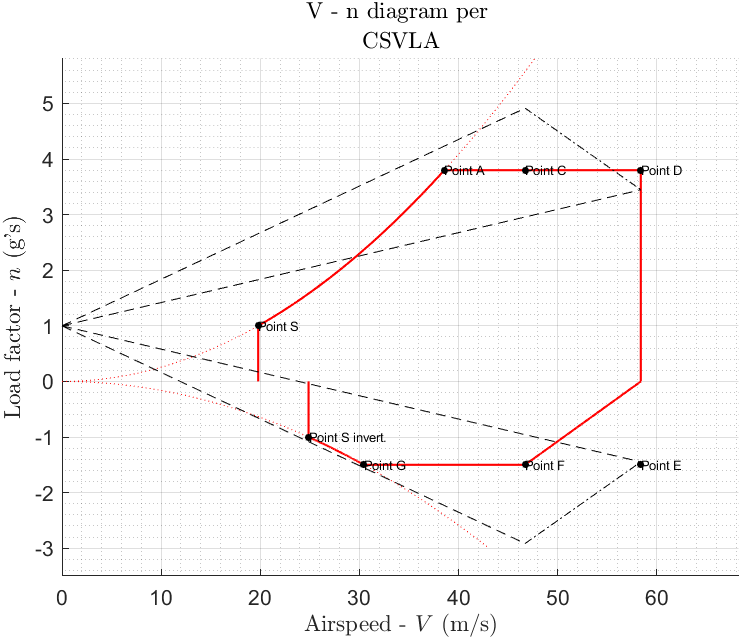 V - n diagram per
CSVLA
Load factor - n (g's)
5
4
3
2
1
0
-1
-2
-3
Point A
Point C
Point D
Point S
Point S invert.
Point G
Point F
Point E
0 10 20 30 40 50 60
Airspeed - V (m/s)